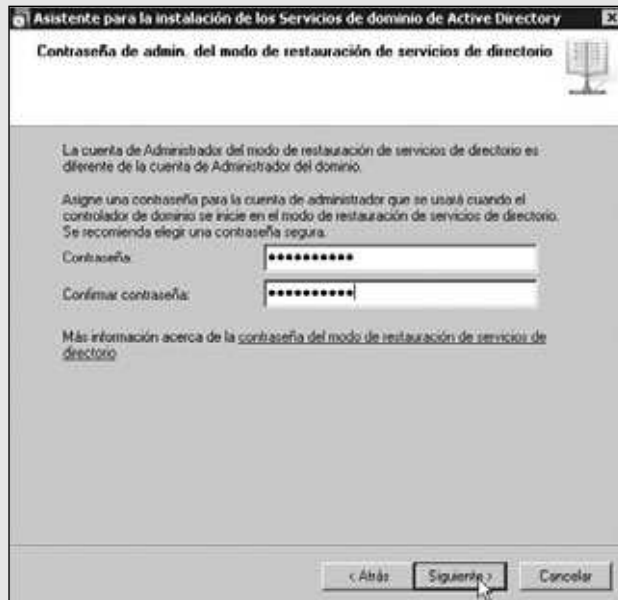 Asistente para la instalación de los Servicios de dominio de Active Directory
Contraseña de admin. del modo de restauración de servicios de directorio
La cuenta de Administrador del modo de restauración de servicios de directorio es
diferente de la cuenta de Administrador del dominio.
Asigne una contraseña para la cuenta de administrador que se usará cuando el
controlador de dominio se inicie en el modo de restauración de servicios de directorio.
Se recomienda elegir una contraseña segura.
Contraseña: ••••••••••
Confirmar contraseña: ••••••••••
Más información acerca de la contraseña del modo de restauración de servicios de
directorio
< Atrás Siguiente > Cancelar